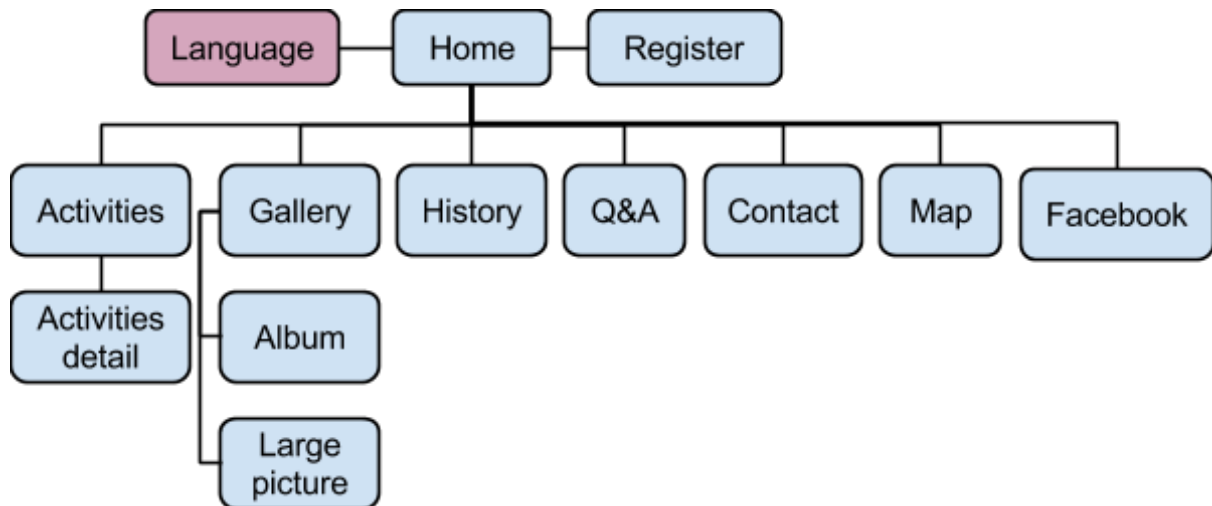 Language
Home
Register
Activities
Gallery
History
Q&A
Contact
Map
Facebook
Activities
detail
Album
Large
picture